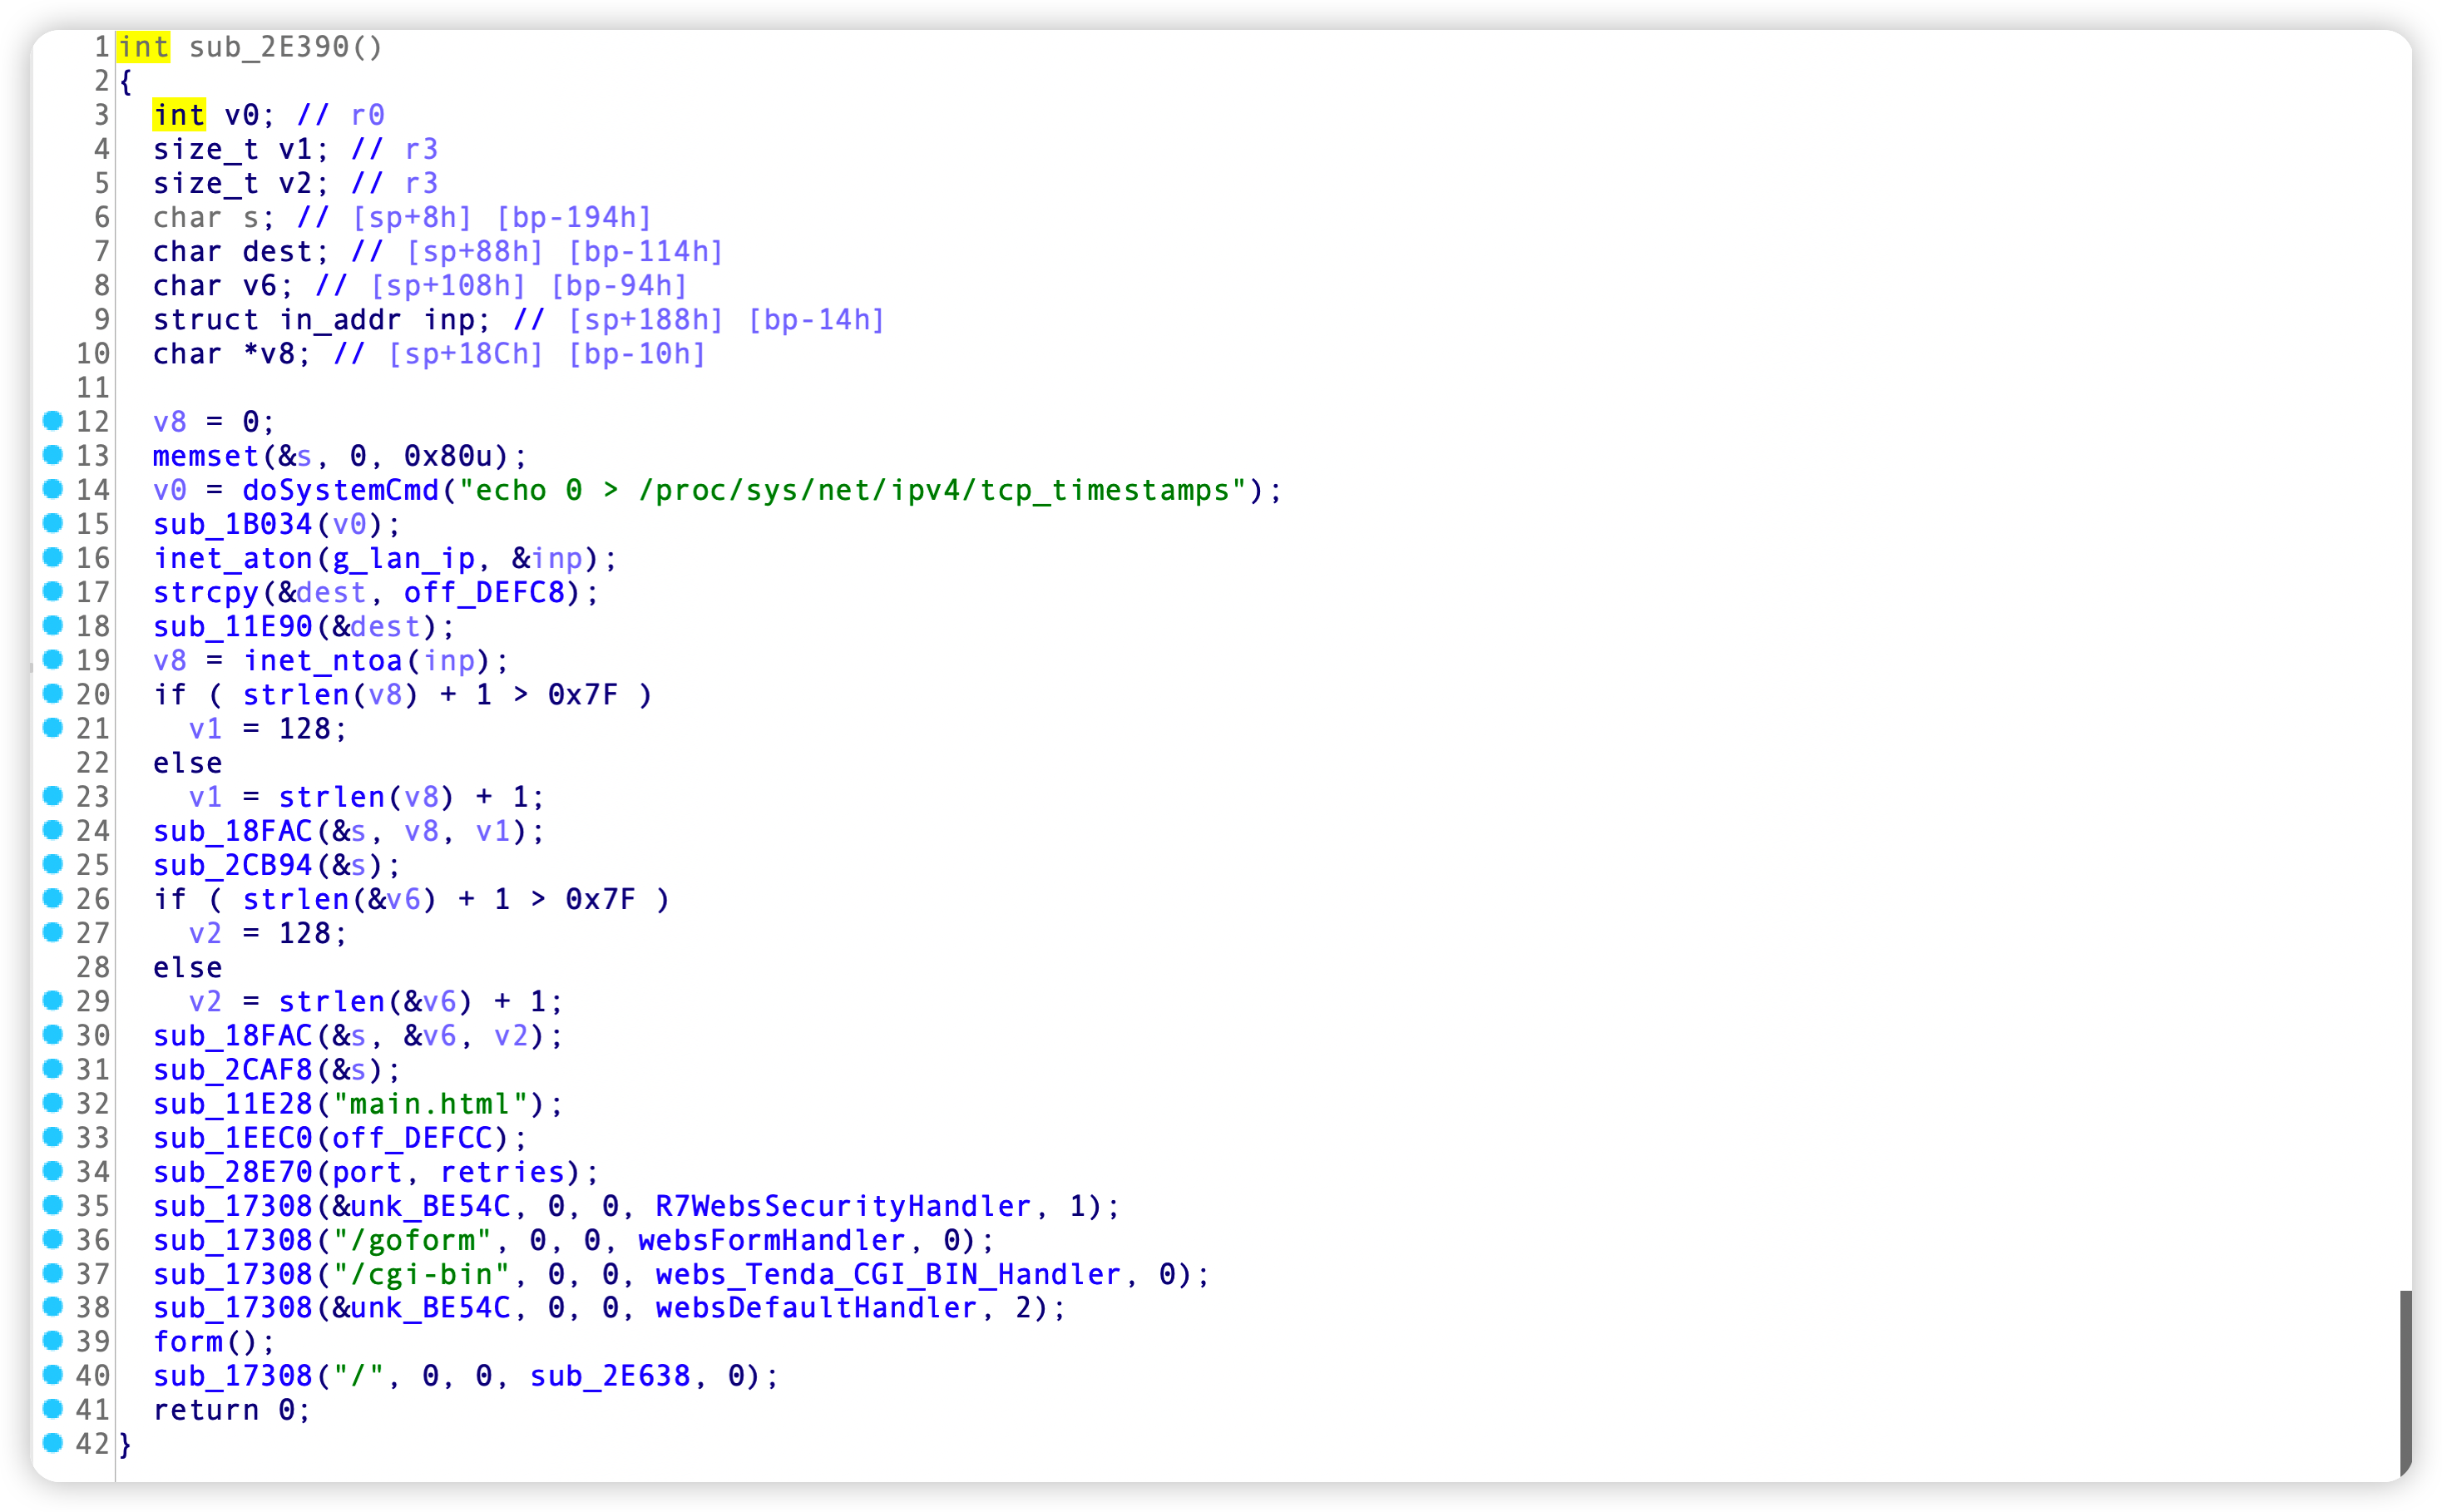 1 int sub_2E390()
2 {
3   int v0; // r0
4   size_t v1; // r3
5   size_t v2; // r3
6   char s; // [sp+8h] [bp-194h]
7   char dest; // [sp+88h] [bp-114h]
8   char v6; // [sp+108h] [bp-94h]
9   struct in_addr inp; // [sp+188h] [bp-14h]
10   char *v8; // [sp+18Ch] [bp-10h]
11
12   v8 = 0;
13   memset(&s, 0, 0x80u);
14   v0 = doSystemCmd("echo 0 > /proc/sys/net/ipv4/tcp_timestamps");
15   sub_1B034(v0);
16   inet_aton(g_lan_ip, &inp);
17   strcpy(&dest, off_DEFC8);
18   sub_11E90(&dest);
19   v8 = inet_ntoa(inp);
20   if ( strlen(v8) + 1 > 0x7F )
21     v1 = 128;
22   else
23     v1 = strlen(v8) + 1;
24   sub_18FAC(&s, v8, v1);
25   sub_2CB94(&s);
26   if ( strlen(&v6) + 1 > 0x7F )
27     v2 = 128;
28   else
29     v2 = strlen(&v6) + 1;
30   sub_18FAC(&s, &v6, v2);
31   sub_2CAF8(&s);
32   sub_11E28("main.html");
33   sub_1EEC0(off_DEFCC);
34   sub_28E70(port, retries);
35   sub_17308(&unk_BE54C, 0, 0, R7WebsSecurityHandler, 1);
36   sub_17308("/goform", 0, 0, websFormHandler, 0);
37   sub_17308("/cgi-bin", 0, 0, webs_Tenda_CGI_BIN_Handler, 0);
38   sub_17308(&unk_BE54C, 0, 0, websDefaultHandler, 2);
39   form();
40   sub_17308("/", 0, 0, sub_2E638, 0);
41   return 0;
42 }